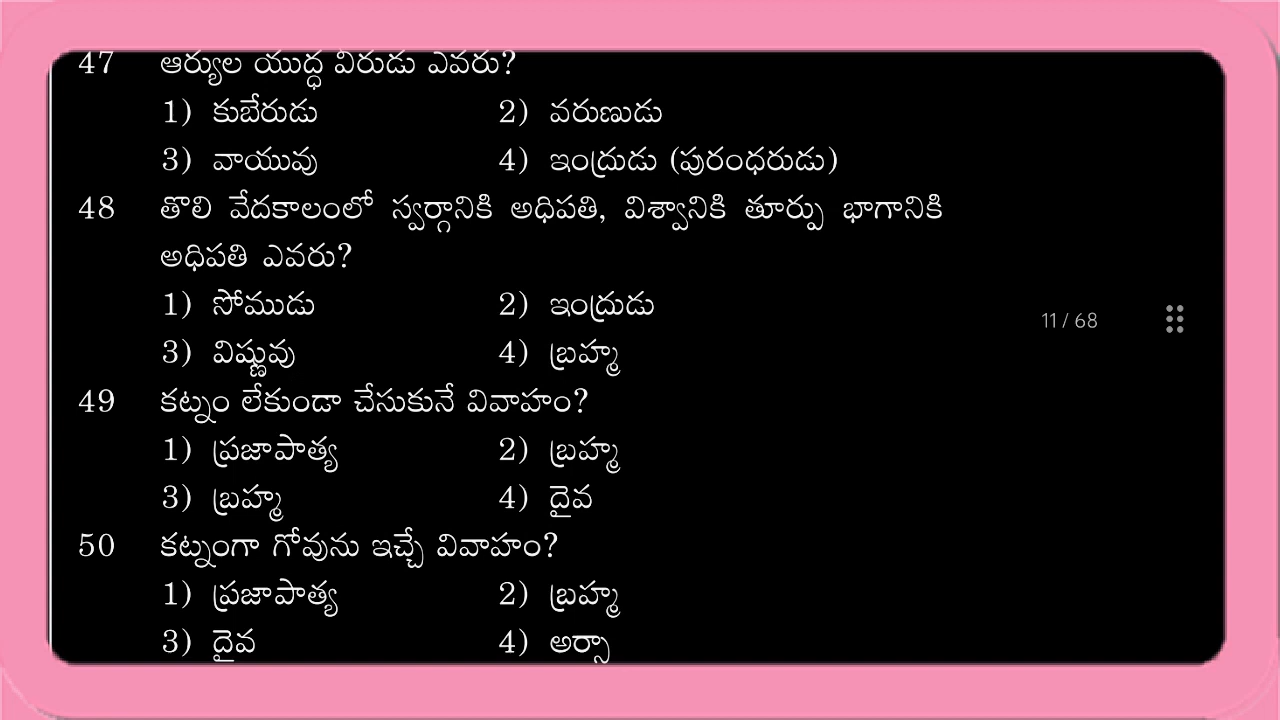 47 ఆర్యుల యుద్ధ వీరుడు ఎవరు?
1) కుబేరుడు 2) వరుణుడు
3) వాయువు 4) ఇంద్రుడు (పురంధరుడు)
48 తొలి వేదకాలంలో స్వర్గానికి అధిపతి, విశ్వానికి తూర్పు భాగానికి
అధిపతి ఎవరు?
1) సోముడు 2) ఇంద్రుడు
3) విష్ణువు 4) బ్రహ్మ
11 / 68
49 కట్నం లేకుండా చేసుకునే వివాహం?
1) ప్రజాపాత్య 2) బ్రహ్మ
3) బ్రహ్మ 4) దైవ
50 కట్నంగా గోవును ఇచ్చే వివాహం?
1) ప్రజాపాత్య 2) బ్రహ్మ
3) దైవ 4) అర్సా